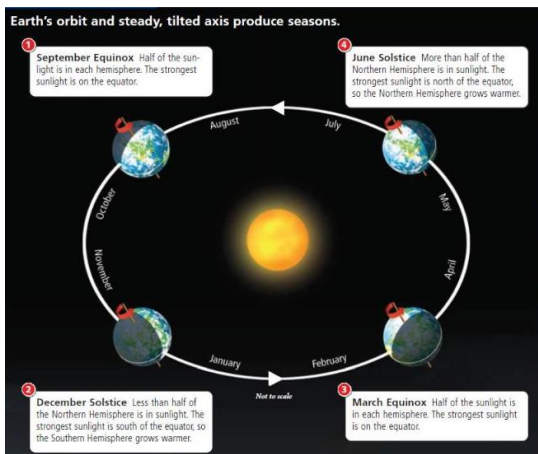 Earth's orbit and steady, tilted axis produce seasons.
1
September Equinox Half of the sun-
light is in each hemisphere. The strongest
sunlight is on the equator.
4
June Solstice More than half of the
Northern Hemisphere is in sunlight. The
strongest sunlight is north of the equator,
so the Northern Hemisphere grows warmer.
August
July
October
May
November
April
January
February
Not to scale
2
December Solstice Less than half of
the Northern Hemisphere is in sunlight. The
strongest sunlight is south of the equator, so
the Southern Hemisphere grows warmer.
3
March Equinox Half of the sunlight is
in each hemisphere. The strongest sunlight
is on the equator.